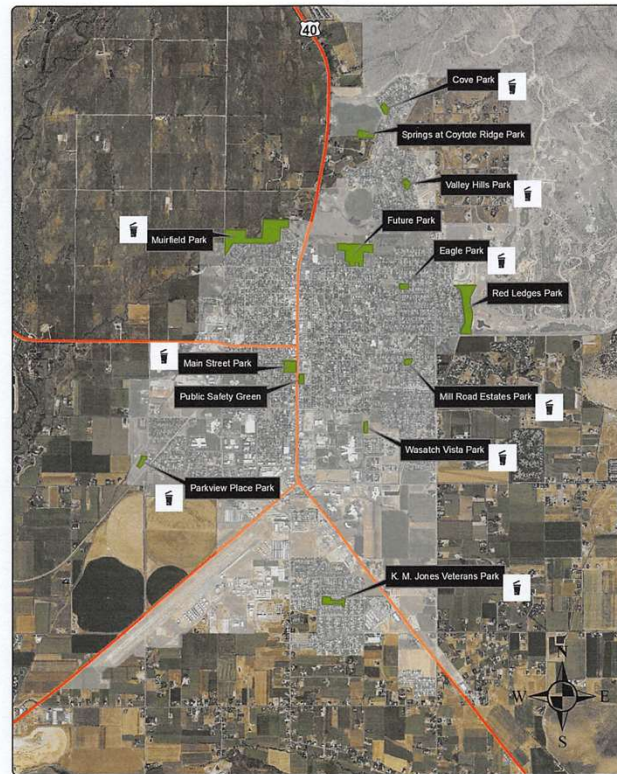 40
Cove Park
Springs at Coytote Ridge Park
Valley Hills Park
Future Park
Muirfield Park
Eagle Park
Red Ledges Park
Main Street Park
Public Safety Green
Mill Road Estates Park
Wasatch Vista Park
Parkview Place Park
K. M. Jones Veterans Park
N
W
E
S